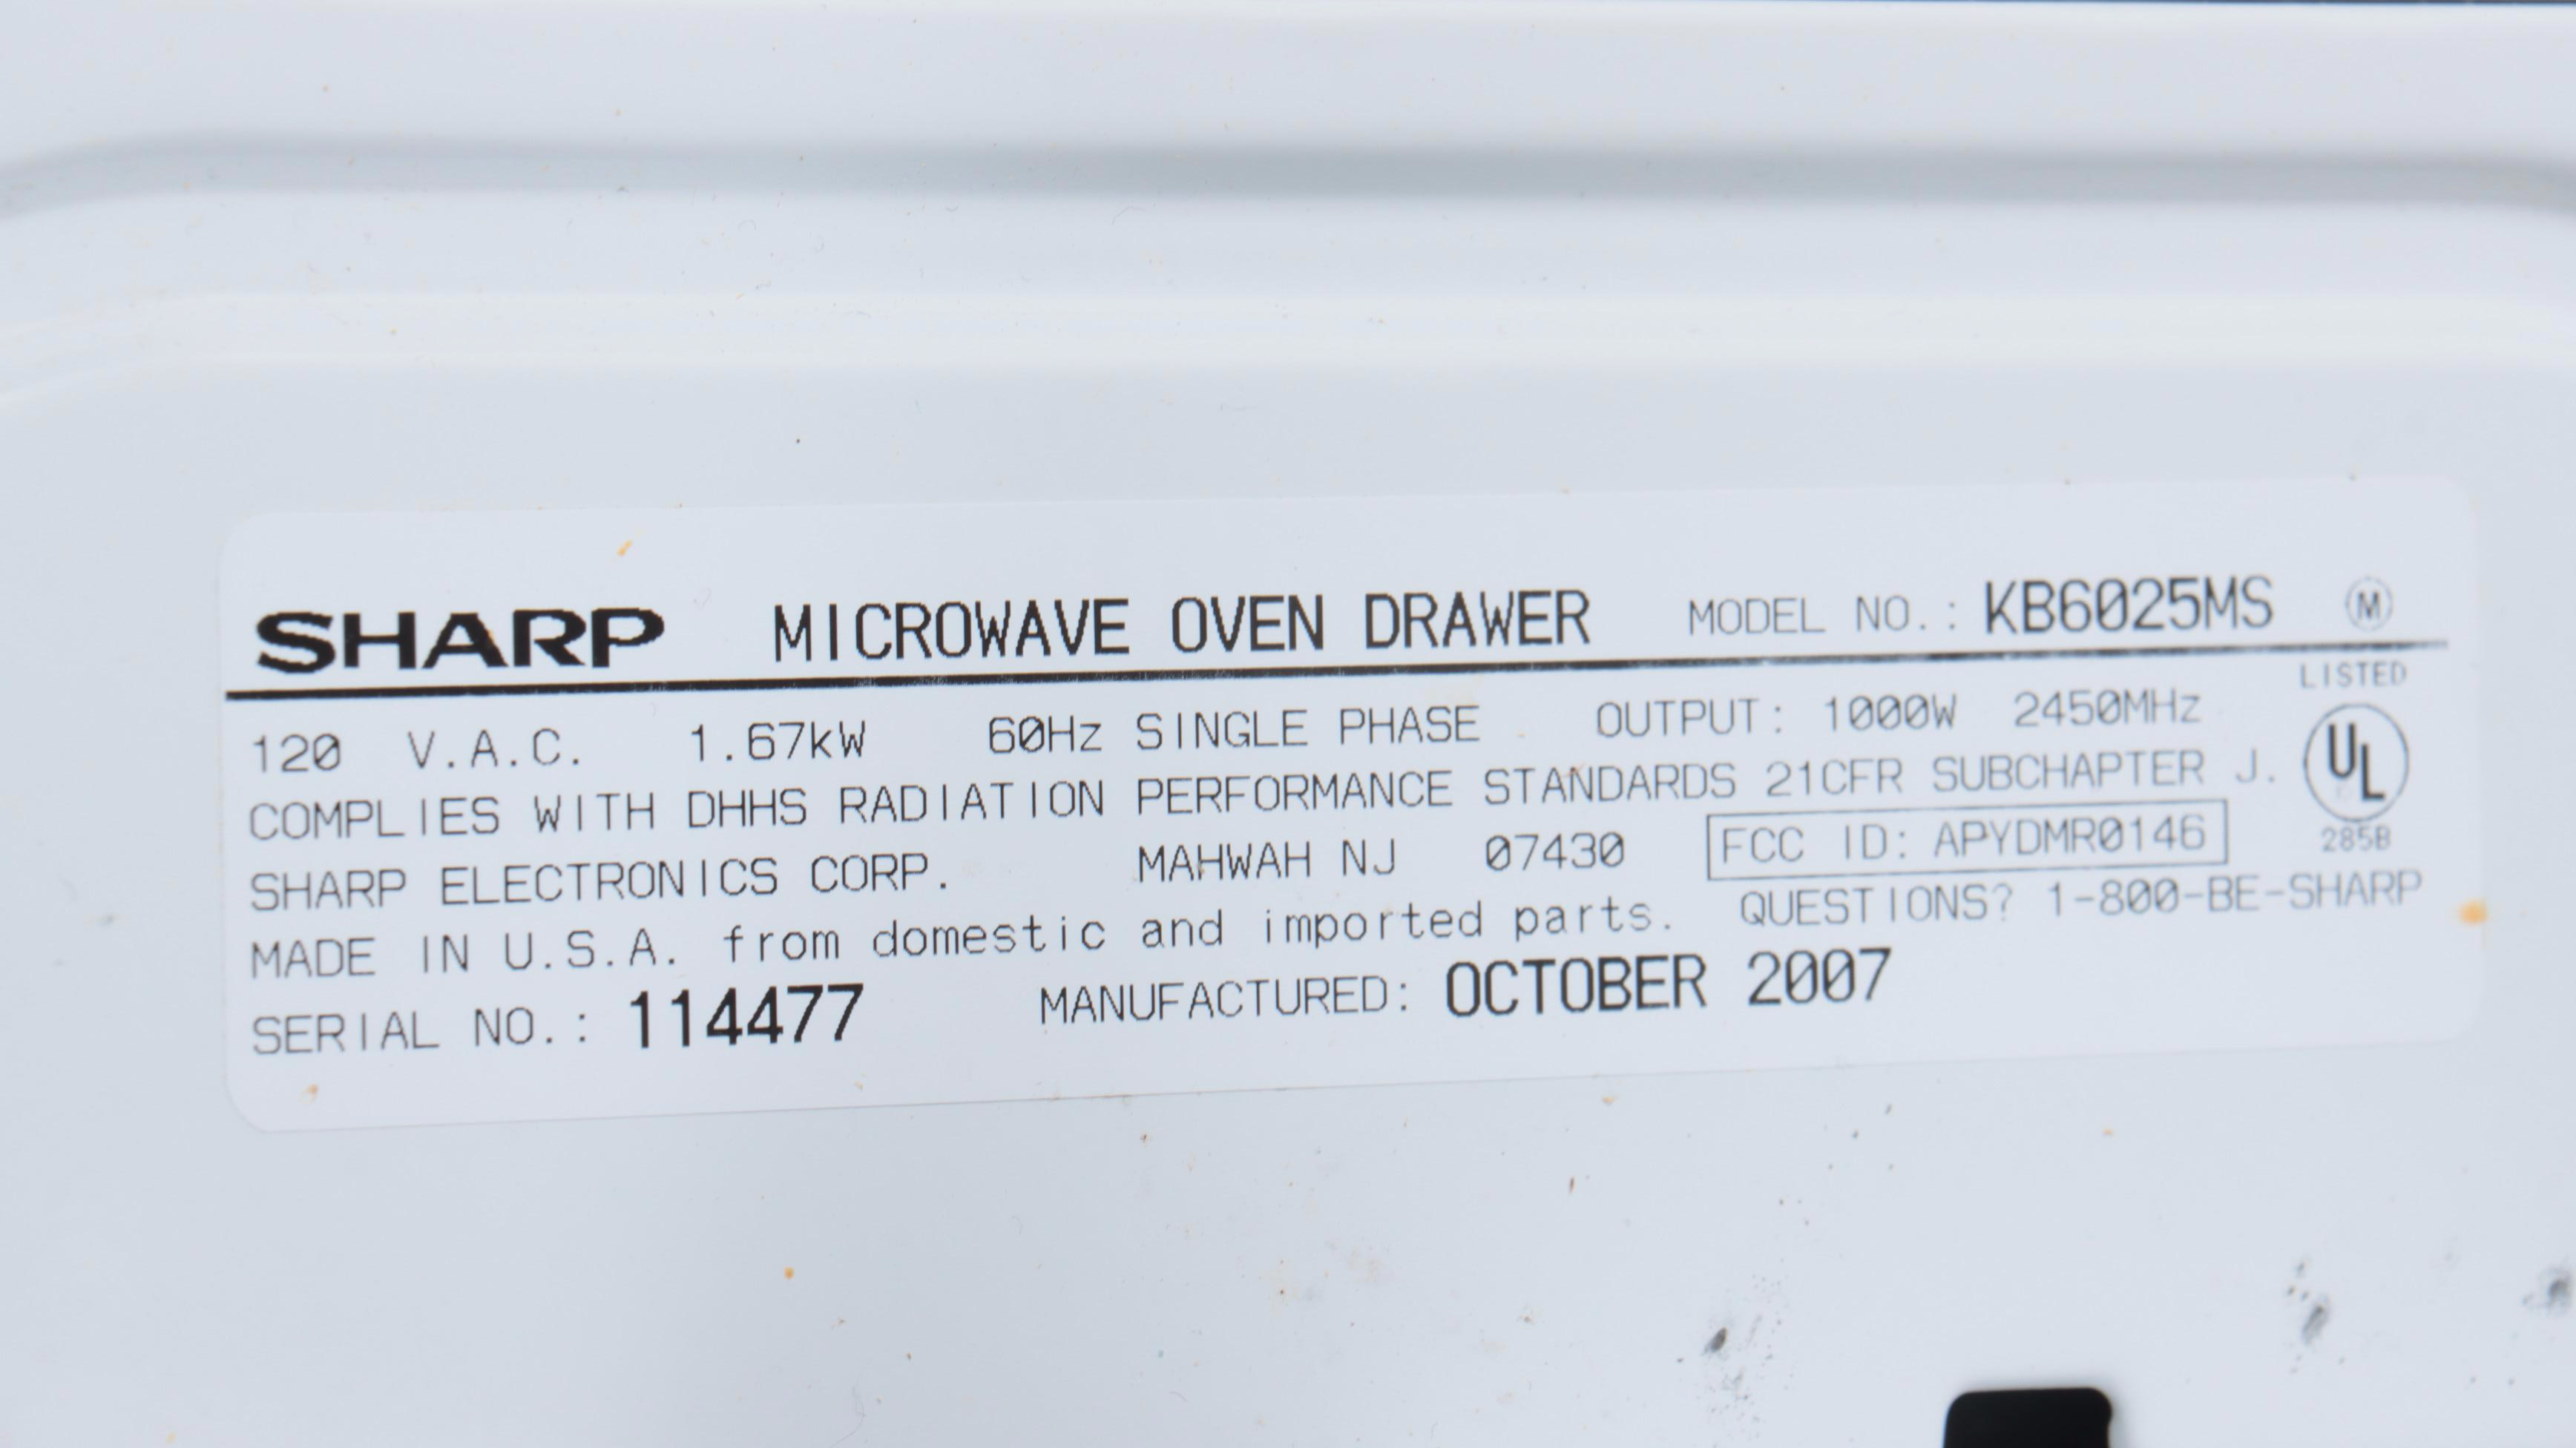 SHARP MICROWAVE OVEN DRAWER MODEL NO.: KB6025MS M
LISTED
120 V.A.C. 1.67kW 60Hz SINGLE PHASE OUTPUT: 1000W 2450MHz
UL
COMPLIES WITH DHHS RADIATION PERFORMANCE STANDARDS 21CFR SUBCHAPTER J.
SHARP ELECTRONICS CORP. MAHWAH NJ 07430 FCC ID: APYDMR0146
285B
MADE IN U.S.A. from domestic and imported parts. QUESTIONS? 1-800-BE-SHARP
SERIAL NO.: 114477 MANUFACTURED: OCTOBER 2007